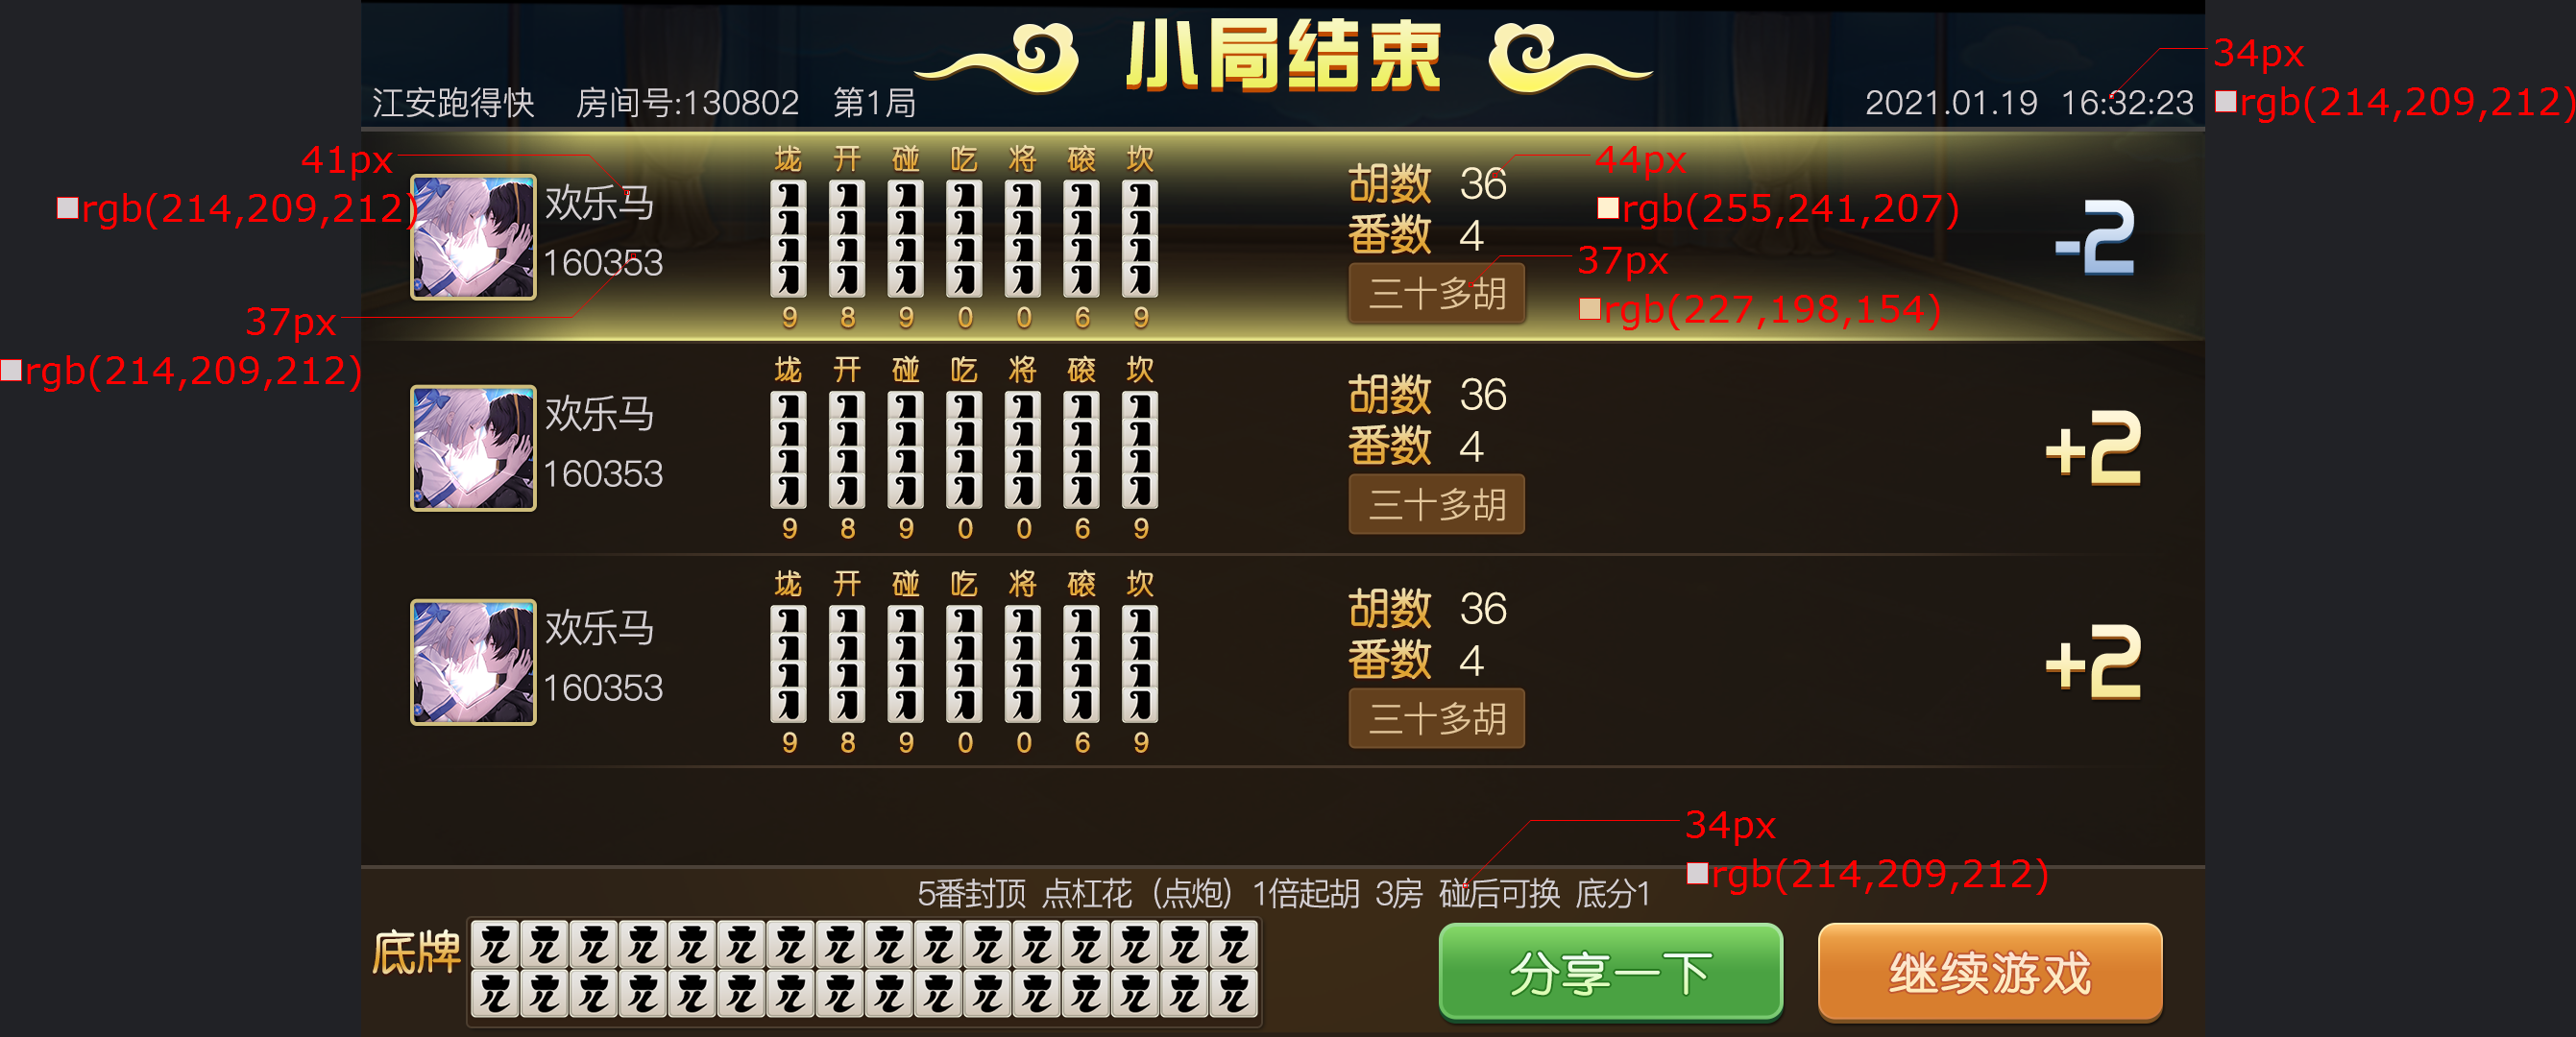 小局结束
江安跑得快 房间号:130802 第1局 2021.01.19 16:32:23
34px
rgb(214,209,212)
41px
rgb(214,209,212)
37px
rgb(214,209,212)
欢乐马
160353
垅 开 碰 吃 将 磙 坎
9 8 9 0 0 6 9
胡数 36
番数 4
三十多胡
44px
rgb(255,241,207)
37px
rgb(227,198,154)
-2
欢乐马
160353
垅 开 碰 吃 将 磙 坎
9 8 9 0 0 6 9
胡数 36
番数 4
三十多胡
+2
欢乐马
160353
垅 开 碰 吃 将 磙 坎
9 8 9 0 0 6 9
胡数 36
番数 4
三十多胡
+2
34px
rgb(214,209,212)
5番封顶 点杠花（点炮）1倍起胡 3房 碰后可换 底分1
底牌
分享一下
继续游戏